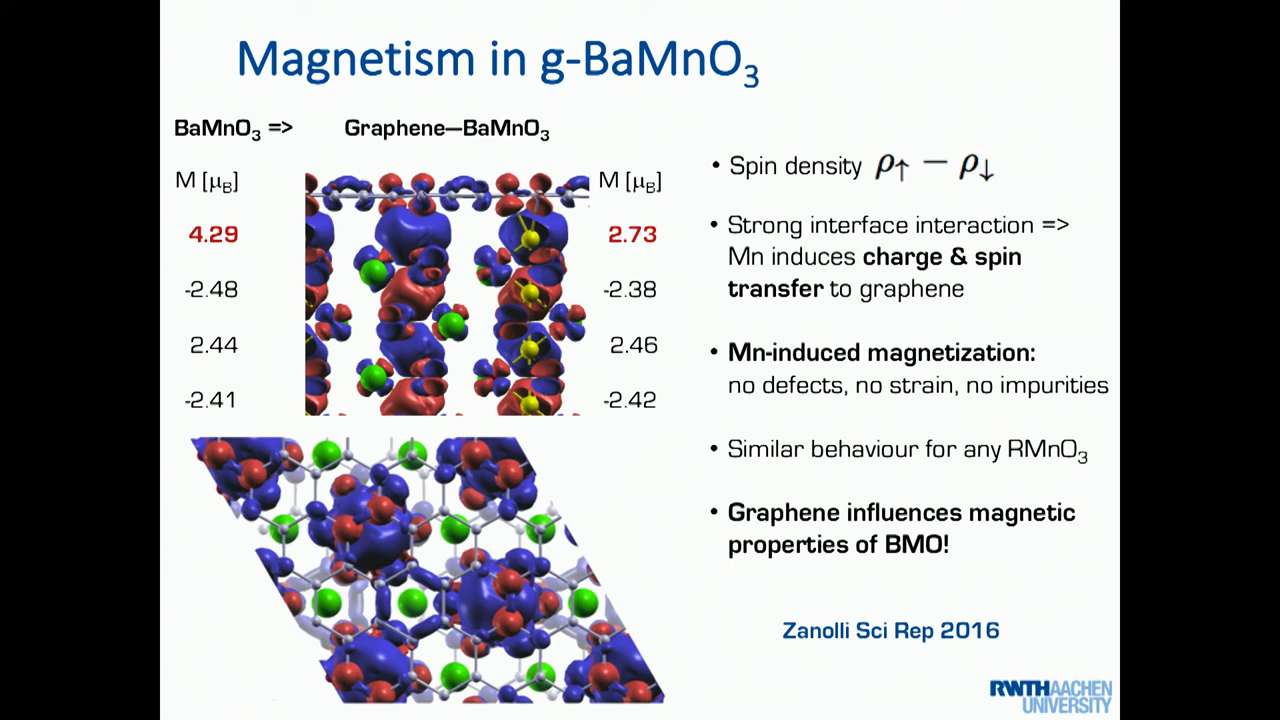 Magnetism in g-BaMnO3
BaMnO3 => Graphene—BaMnO3
M [μB]
4.29
-2.48
2.44
-2.41
M [μB]
2.73
-2.38
2.46
-2.42
• Spin density ρ↑ − ρ↓
• Strong interface interaction =>
Mn induces charge & spin
transfer to graphene
• Mn-induced magnetization:
no defects, no strain, no impurities
• Similar behaviour for any RMnO3
• Graphene influences magnetic
properties of BMO!
Zanolli Sci Rep 2016
RWTHAACHEN
UNIVERSITY